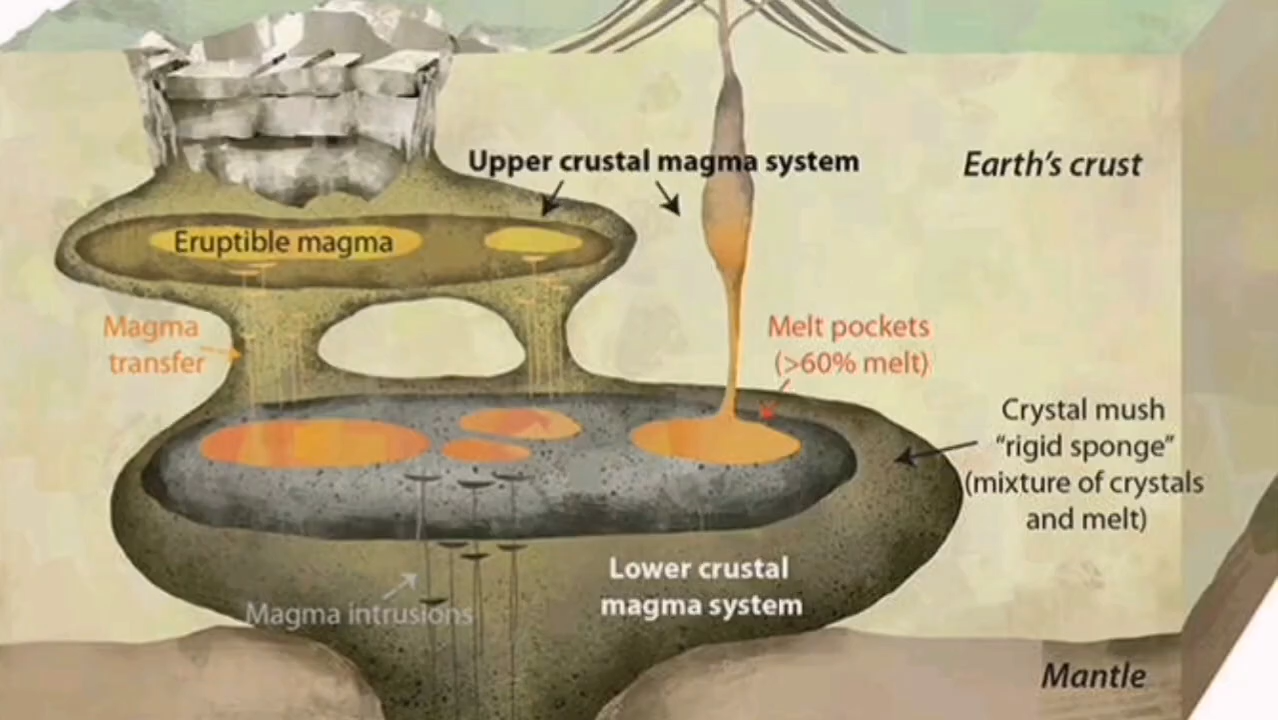 Upper crustal magma system
Earth's crust
Eruptible magma
Magma
transfer
Melt pockets
(>60% melt)
Crystal mush
"rigid sponge"
(mixture of crystals
and melt)
Lower crustal
magma system
Magma intrusions
Mantle